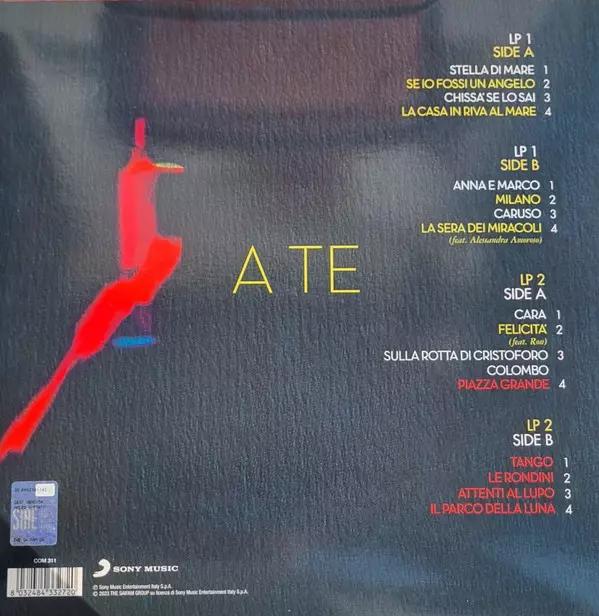 LP 1
SIDE A
STELLA DI MARE 1
SE IO FOSSI UN ANGELO 2
CHISSÀ SE LO SAI 3
LA CASA IN RIVA AL MARE 4
LP 1
SIDE B
ANNA E MARCO 1
MILANO 2
CARUSO 3
LA SERA DEI MIRACOLI 4
(feat. Alessandra Amoroso)
A TE
LP 2
SIDE A
CARA 1
FELICITÀ 2
(feat. Ron)
SULLA ROTTA DI CRISTOFORO 3
COLOMBO
PIAZZA GRANDE 4
LP 2
SIDE B
TANGO 1
LE RONDINI 2
ATTENTI AL LUPO 3
IL PARCO DELLA LUNA 4
COM 311
8 032484 332720
SONY MUSIC
℗ Sony Music Entertainment Italy S.p.A.
© 2023 THE SAIFAM GROUP su licenza di Sony Music Entertainment Italy S.p.A.